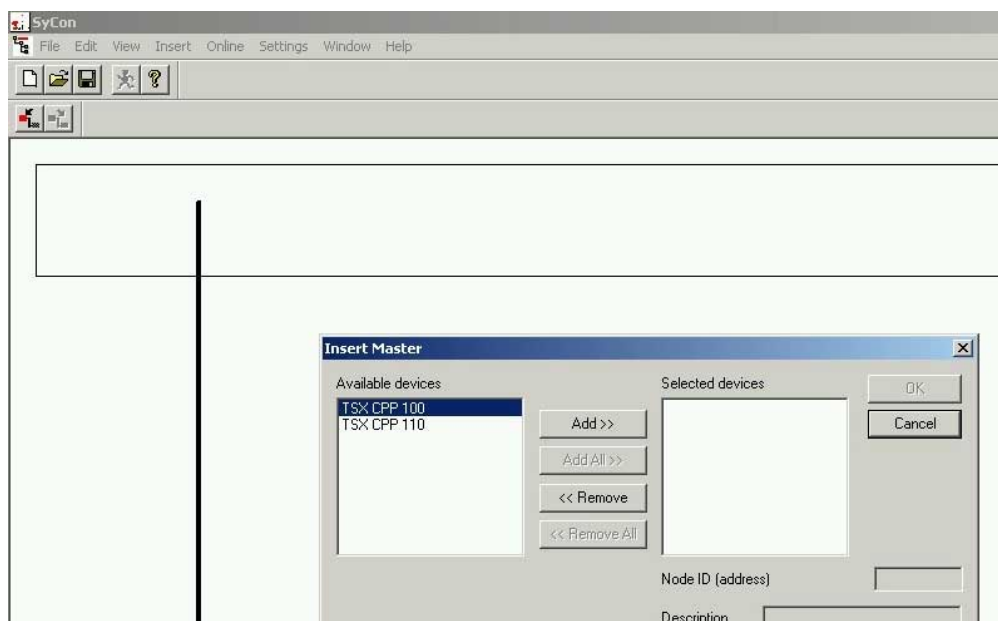 SyCon
File Edit View Insert Online Settings Window Help
Insert Master
Available devices
Selected devices
TSX CPP 100
TSX CPP 110
Add >>
Add All >>
<< Remove
<< Remove All
OK
Cancel
Node ID (address)
Description